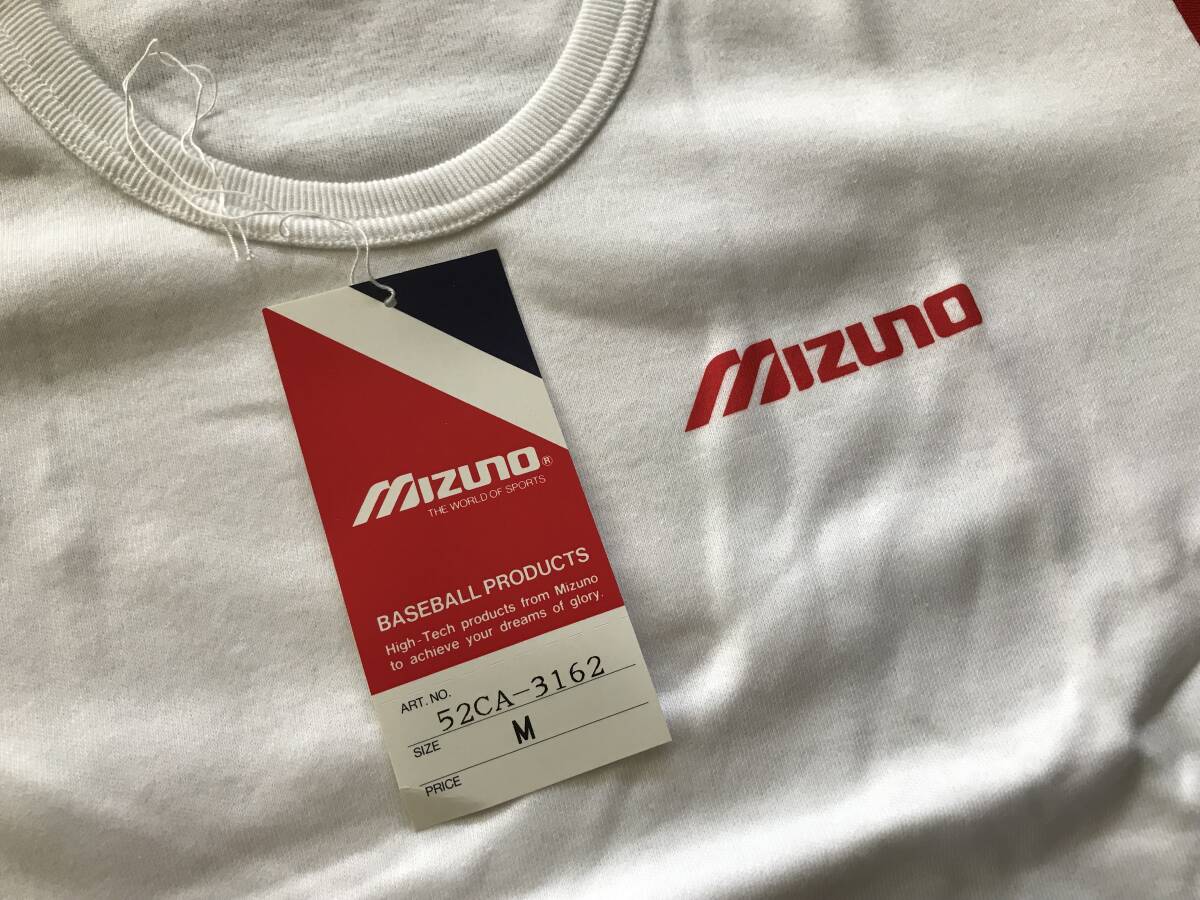 MIZUNO
MIZUNO®
THE WORLD OF SPORTS
BASEBALL PRODUCTS
High-Tech products from Mizuno
to achieve your dreams of glory.
ART. NO.
52CA-3162
SIZE
M
PRICE